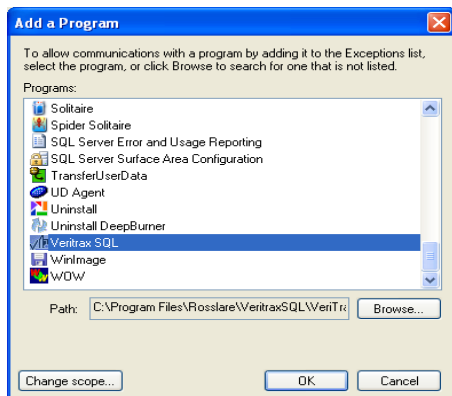 Add a Program
To allow communications with a program by adding it to the Exceptions list,
select the program, or click Browse to search for one that is not listed.
Programs:
Solitaire
Spider Solitaire
SQL Server Error and Usage Reporting
SQL Server Surface Area Configuration
TransferUserData
UD Agent
Uninstall
Uninstall DeepBurner
Veritrax SQL
WinImage
WOW
Path: C:\Program Files\Rosslare\VeritraxSQL\VeriTra Browse...
Change scope... OK Cancel